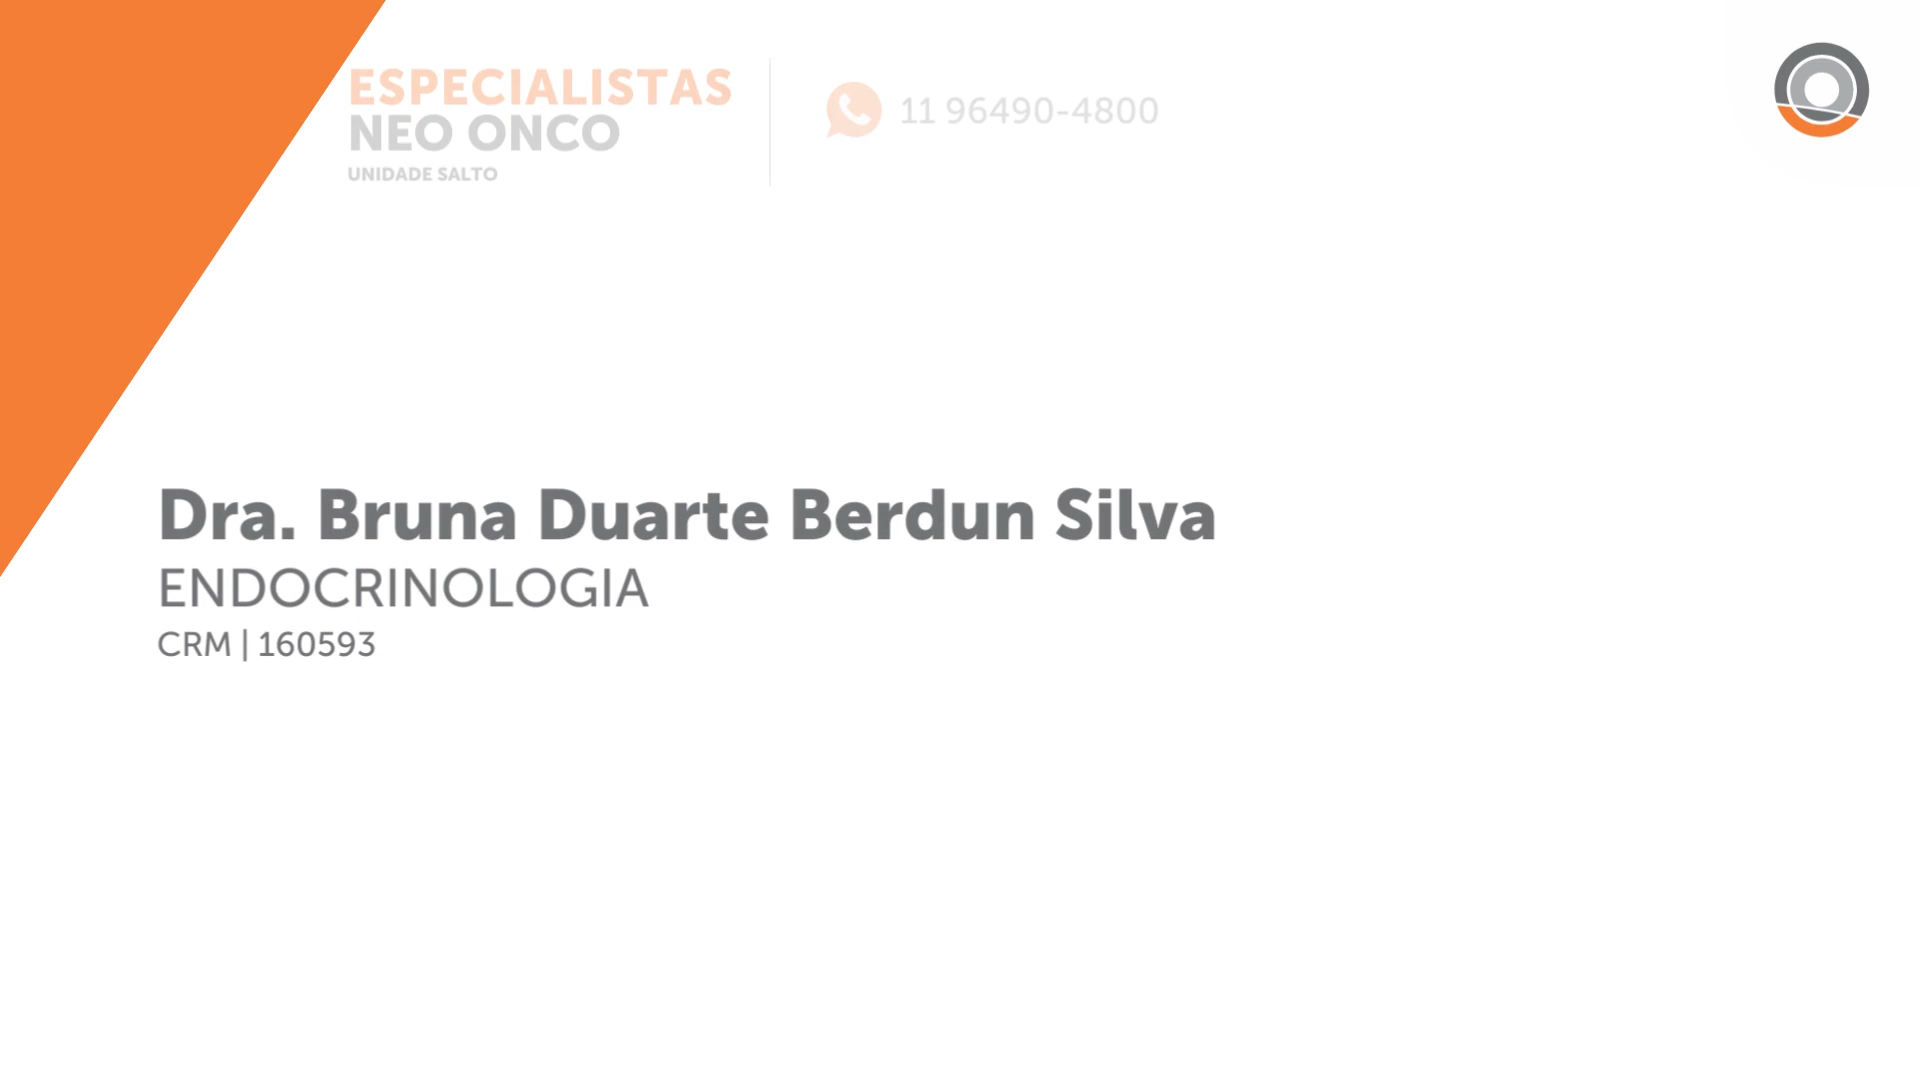 ESPECIALISTAS
NEO ONCO
UNIDADE SALTO
11 96490-4800
Dra. Bruna Duarte Berdun Silva
ENDOCRINOLOGIA
CRM | 160593